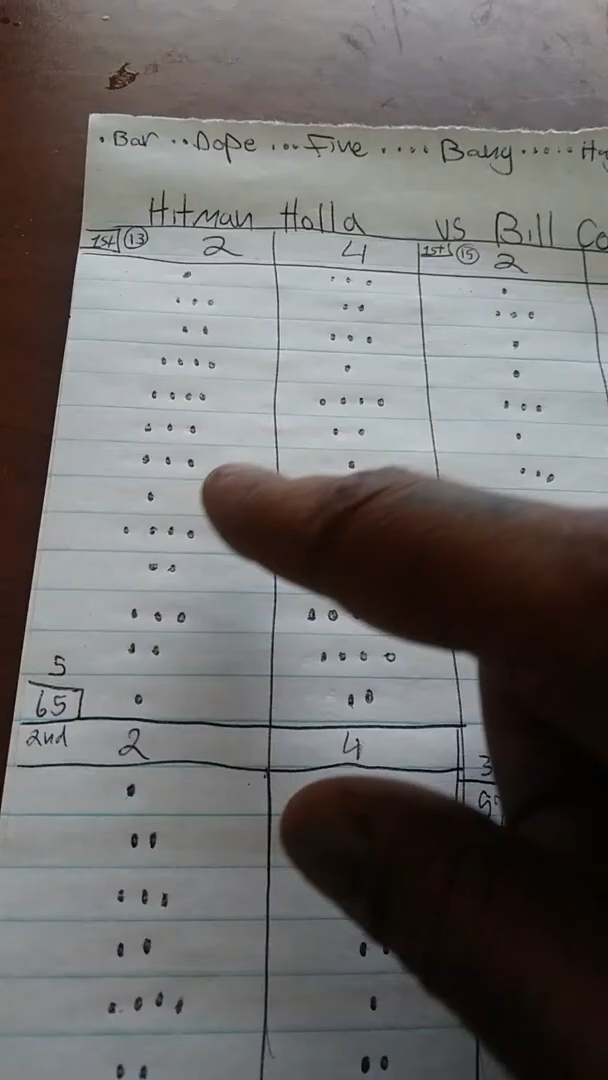 . Bar .. Dope ... Five .... Bang .....
Hitman Holla vs Bill
1st 13 2 4 1st 15 2
5
65
2nd 2 4 3